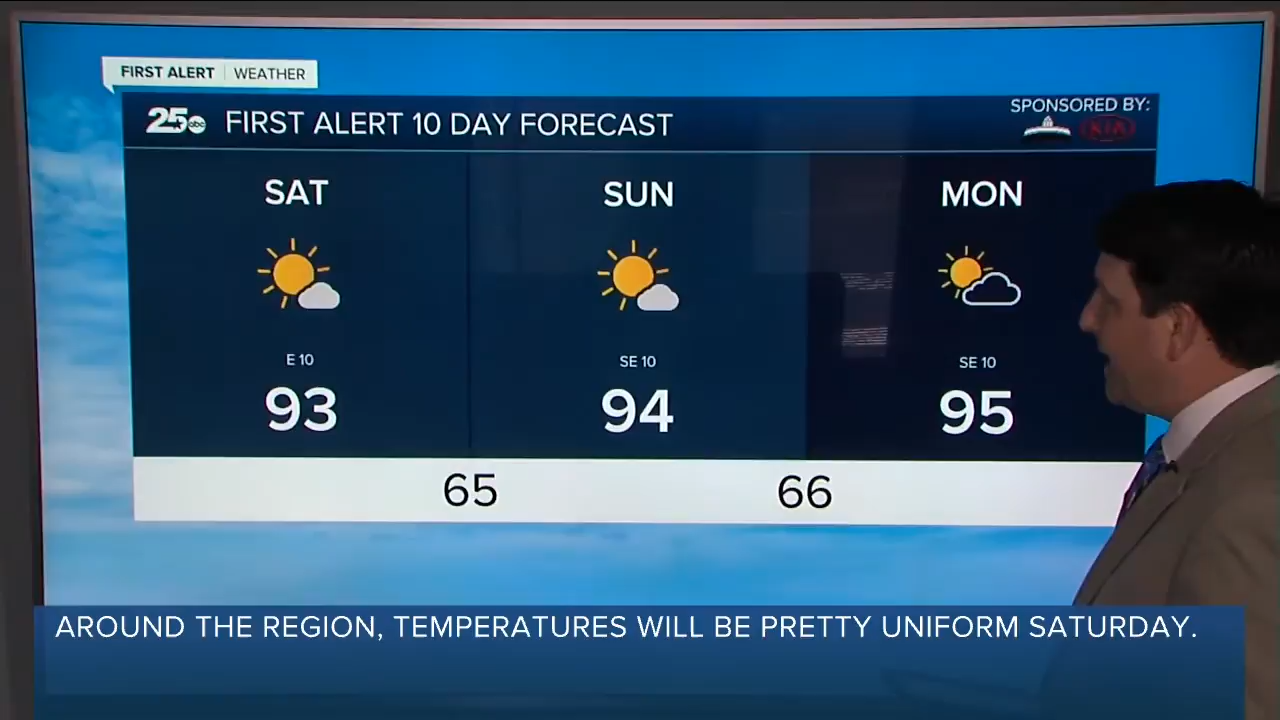 FIRST ALERT WEATHER
25 abc FIRST ALERT 10 DAY FORECAST
SPONSORED BY:
KIA
SAT SUN MON
E 10 SE 10 SE 10
93 94 95
65 66
AROUND THE REGION, TEMPERATURES WILL BE PRETTY UNIFORM SATURDAY.